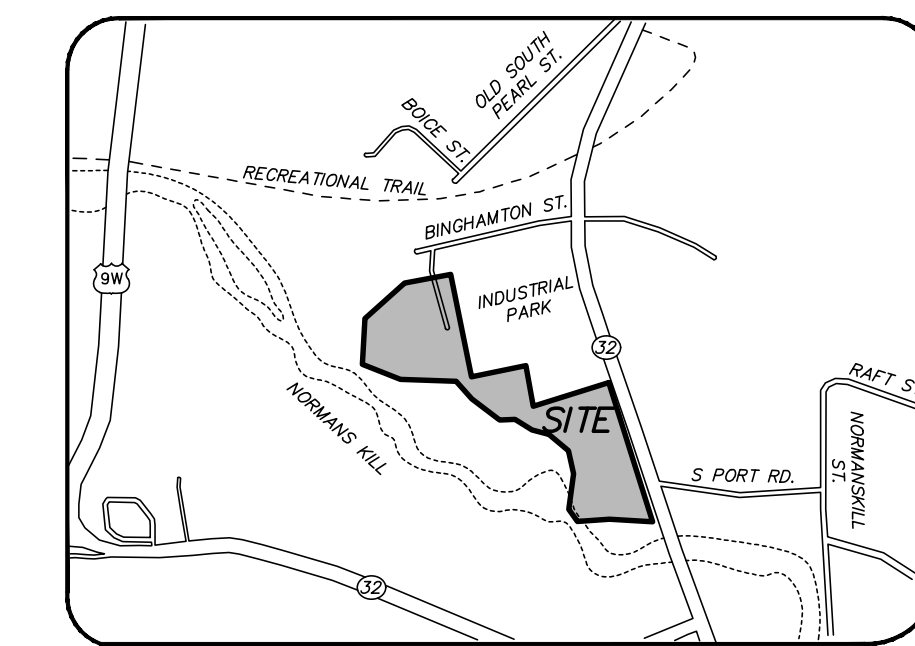 OLD SOUTH
PEARL ST.
BOICE ST.
RECREATIONAL TRAIL
BINGHAMTON ST.
9W
INDUSTRIAL
PARK
32
RAFT S
NORMANS KILL
SITE
NORMANSKILL
ST.
S PORT RD.
32